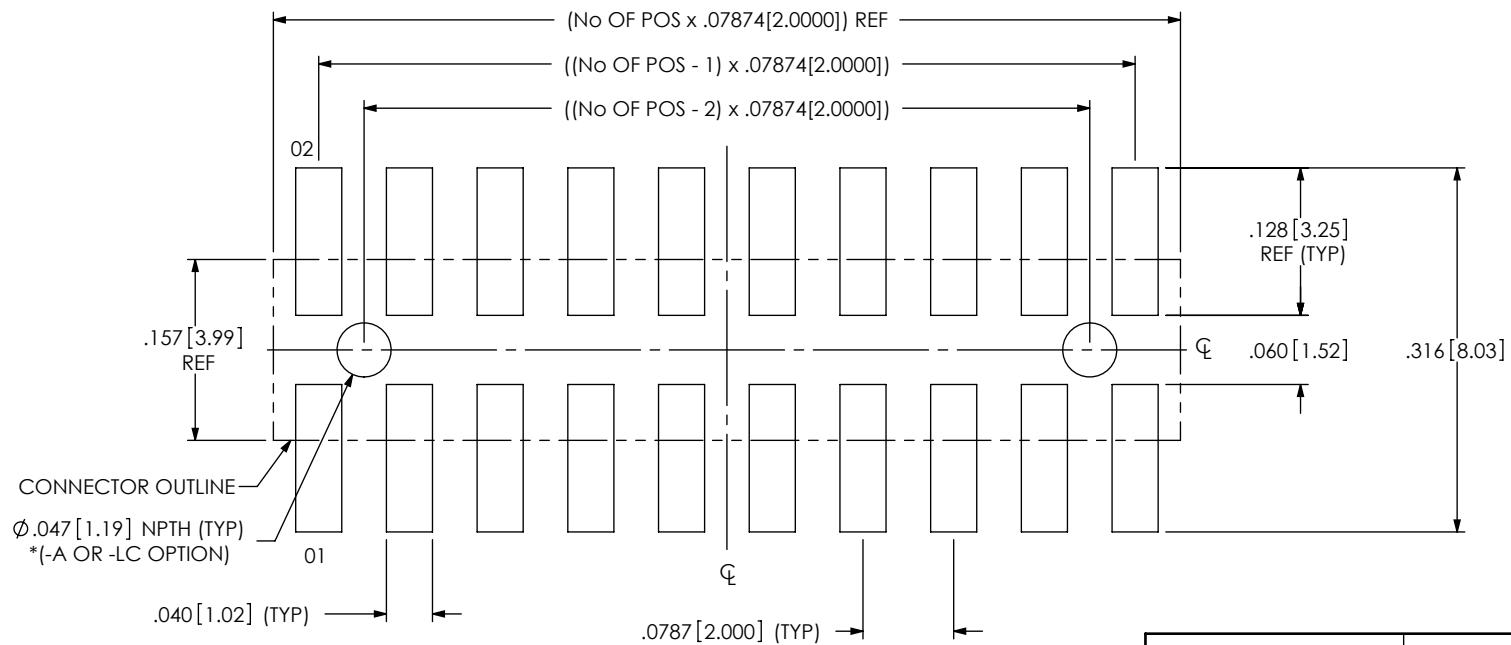 (No OF POS x .07874[2.0000]) REF
((No OF POS - 1) x .07874[2.0000])
((No OF POS - 2) x .07874[2.0000])
02
.128[3.25]
REF (TYP)
.157[3.99]
REF
℄
.060[1.52]
.316[8.03]
CONNECTOR OUTLINE
Ø.047[1.19] NPTH (TYP)
*(-A OR -LC OPTION)
01
℄
.040[1.02] (TYP)
.0787[2.000] (TYP)